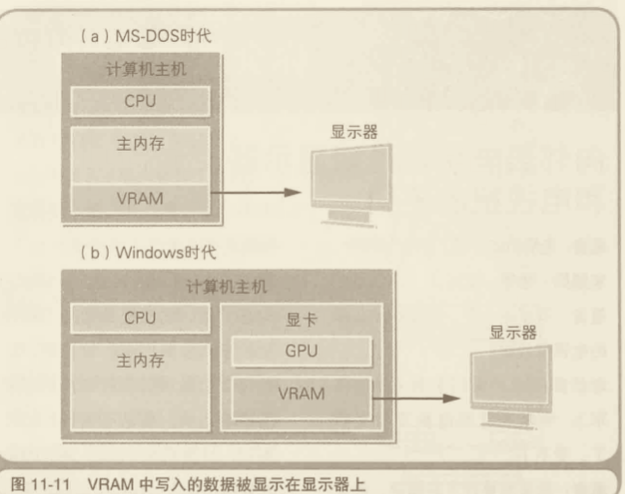 （a）MS-DOS时代
计算机主机
CPU
主内存
VRAM
显示器
（b）Windows时代
计算机主机
CPU
主内存
显卡
GPU
VRAM
显示器
图 11-11 VRAM 中写入的数据被显示在显示器上